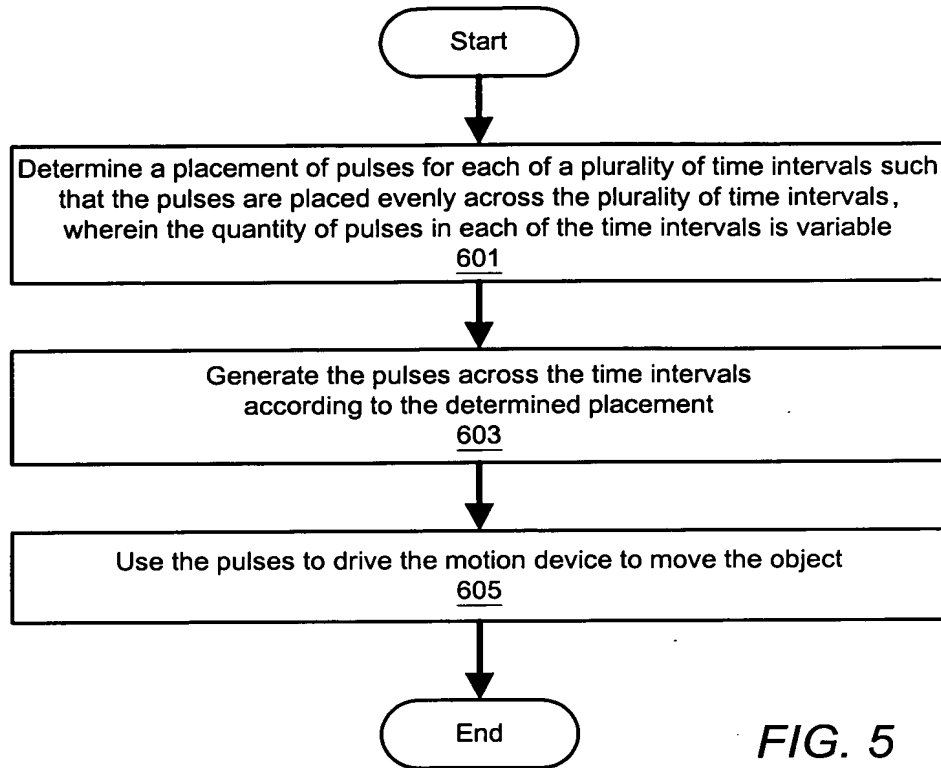 Start
Determine a placement of pulses for each of a plurality of time intervals such
that the pulses are placed evenly across the plurality of time intervals,
wherein the quantity of pulses in each of the time intervals is variable
601
Generate the pulses across the time intervals
according to the determined placement
603
Use the pulses to drive the motion device to move the object
605
End
FIG. 5